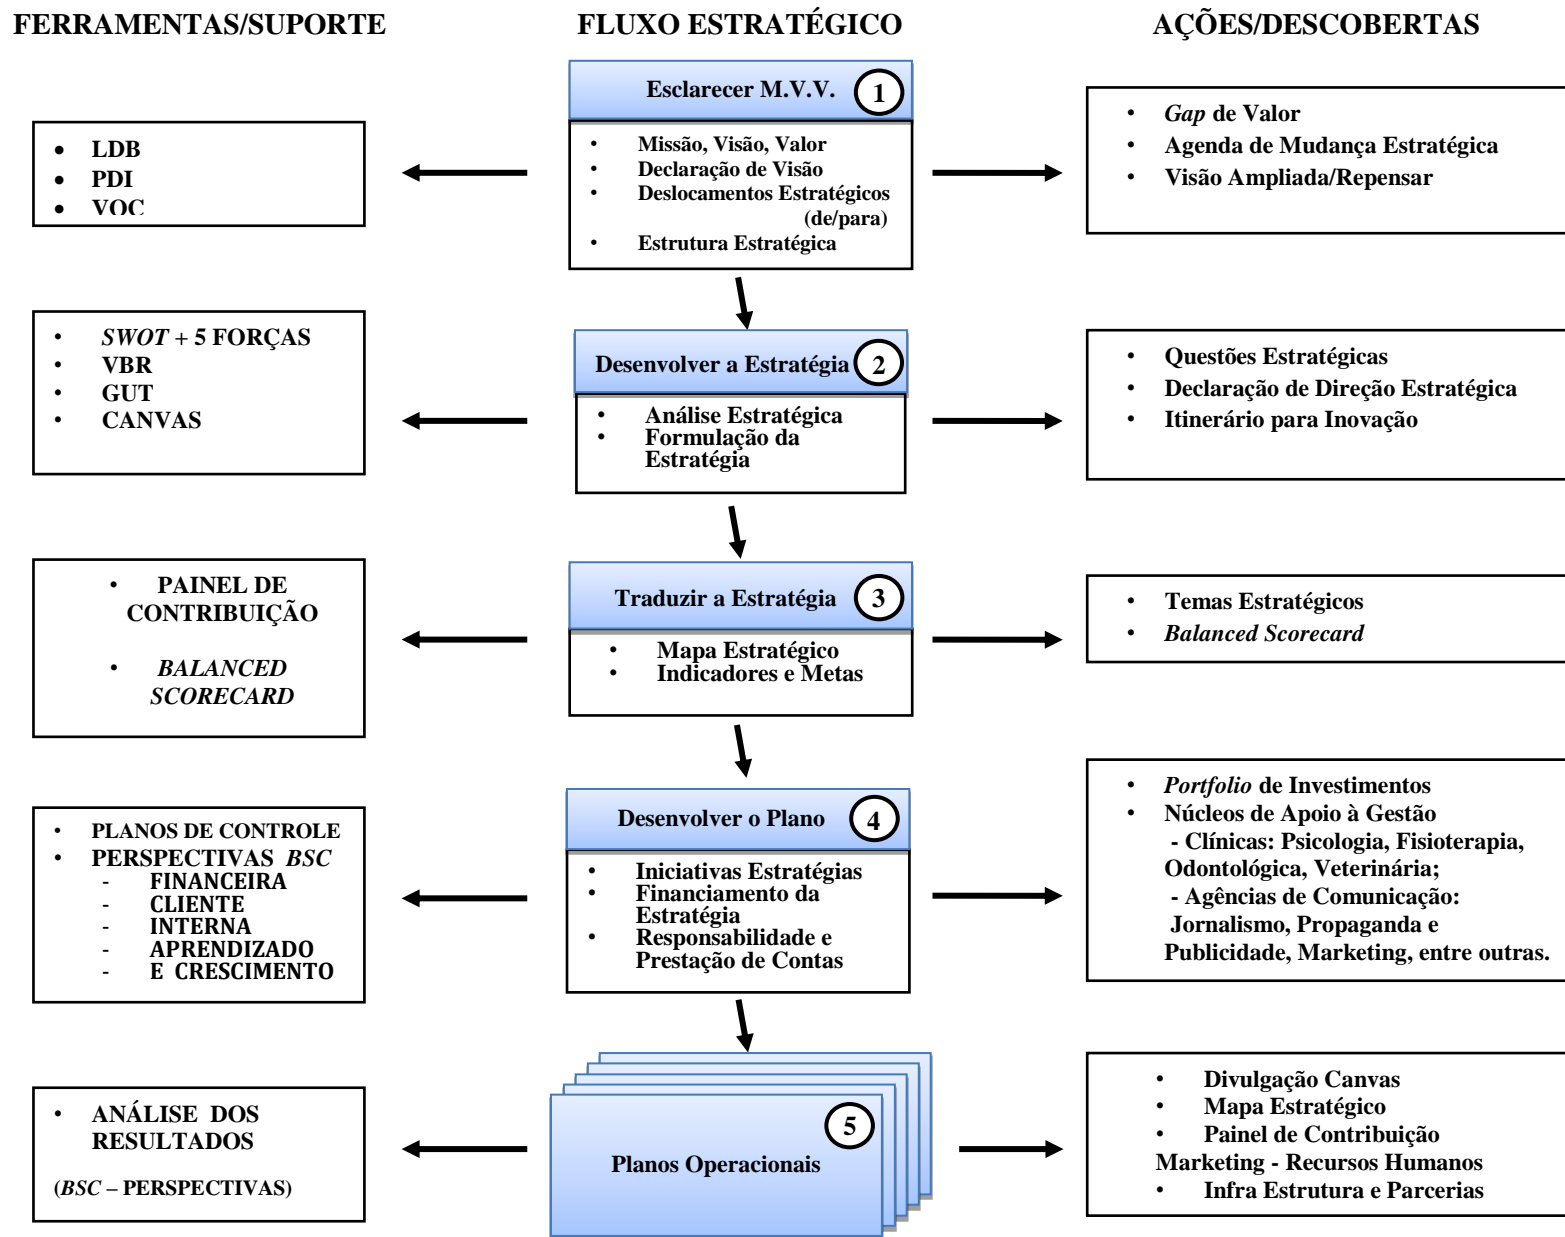 FERRAMENTAS/SUPORTE
FLUXO ESTRATÉGICO
AÇÕES/DESCOBERTAS
Esclarecer M.V.V.
1
• LDB
• PDI
• VOC
• Missão, Visão, Valor
• Declaração de Visão
• Deslocamentos Estratégicos
(de/para)
• Estrutura Estratégica
• Gap de Valor
• Agenda de Mudança Estratégica
• Visão Ampliada/Repensar
• SWOT + 5 FORÇAS
• VBR
• GUT
• CANVAS
Desenvolver a Estratégia
2
• Análise Estratégica
• Formulação da
Estratégia
• Questões Estratégicas
• Declaração de Direção Estratégica
• Itinerário para Inovação
• PAINEL DE
CONTRIBUIÇÃO
• BALANCED
SCORECARD
Traduzir a Estratégia
3
• Mapa Estratégico
• Indicadores e Metas
• Temas Estratégicos
• Balanced Scorecard
• PLANOS DE CONTROLE
• PERSPECTIVAS BSC
- FINANCEIRA
- CLIENTE
- INTERNA
- APRENDIZADO
- E CRESCIMENTO
Desenvolver o Plano
4
• Iniciativas Estratégias
• Financiamento da
Estratégia
• Responsabilidade e
Prestação de Contas
• Portfolio de Investimentos
• Núcleos de Apoio à Gestão
- Clínicas: Psicologia, Fisioterapia,
Odontológica, Veterinária;
- Agências de Comunicação:
Jornalismo, Propaganda e
Publicidade, Marketing, entre outras.
• ANÁLISE DOS
RESULTADOS
(BSC – PERSPECTIVAS)
5
Planos Operacionais
• Divulgação Canvas
• Mapa Estratégico
• Painel de Contribuição
Marketing - Recursos Humanos
• Infra Estrutura e Parcerias